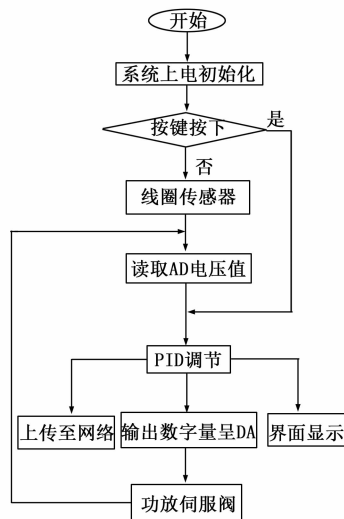 开始
系统上电初始化
按键按下
是
否
线圈传感器
读取AD电压值
PID调节
上传至网络
输出数字量呈DA
界面显示
功放伺服阀